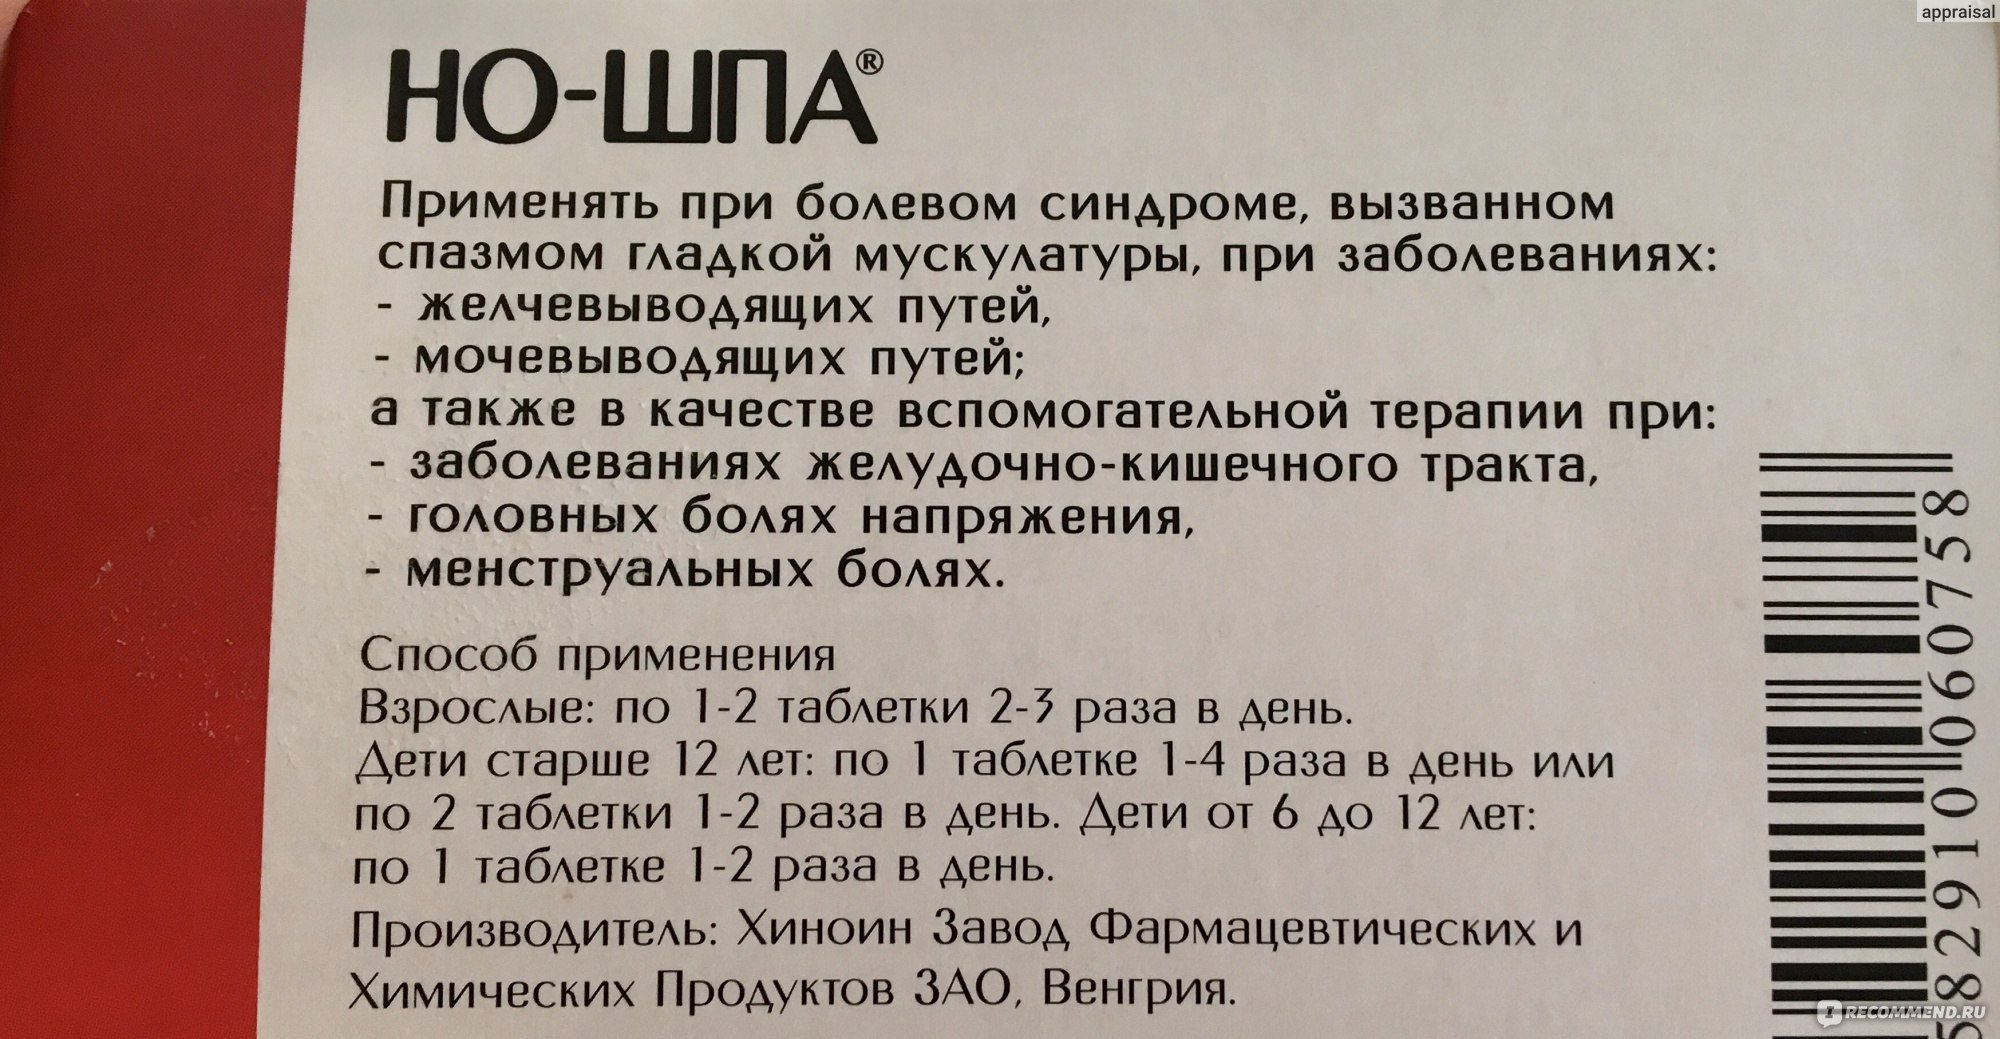 appraisal
НО-ШПА®
Применять при болевом синдроме, вызванном
спазмом гладкой мускулатуры, при заболеваниях:
- желчевыводящих путей,
- мочевыводящих путей;
а также в качестве вспомогательной терапии при:
- заболеваниях желудочно-кишечного тракта,
- головных болях напряжения,
- менструальных болях.
Способ применения
Взрослые: по 1-2 таблетки 2-3 раза в день.
Дети старше 12 лет: по 1 таблетке 1-4 раза в день или
по 2 таблетки 1-2 раза в день. Дети от 6 до 12 лет:
по 1 таблетке 1-2 раза в день.
Производитель: Хиноин Завод Фармацевтических и
Химических Продуктов ЗАО, Венгрия.
582910060758
RECOMMEND.RU